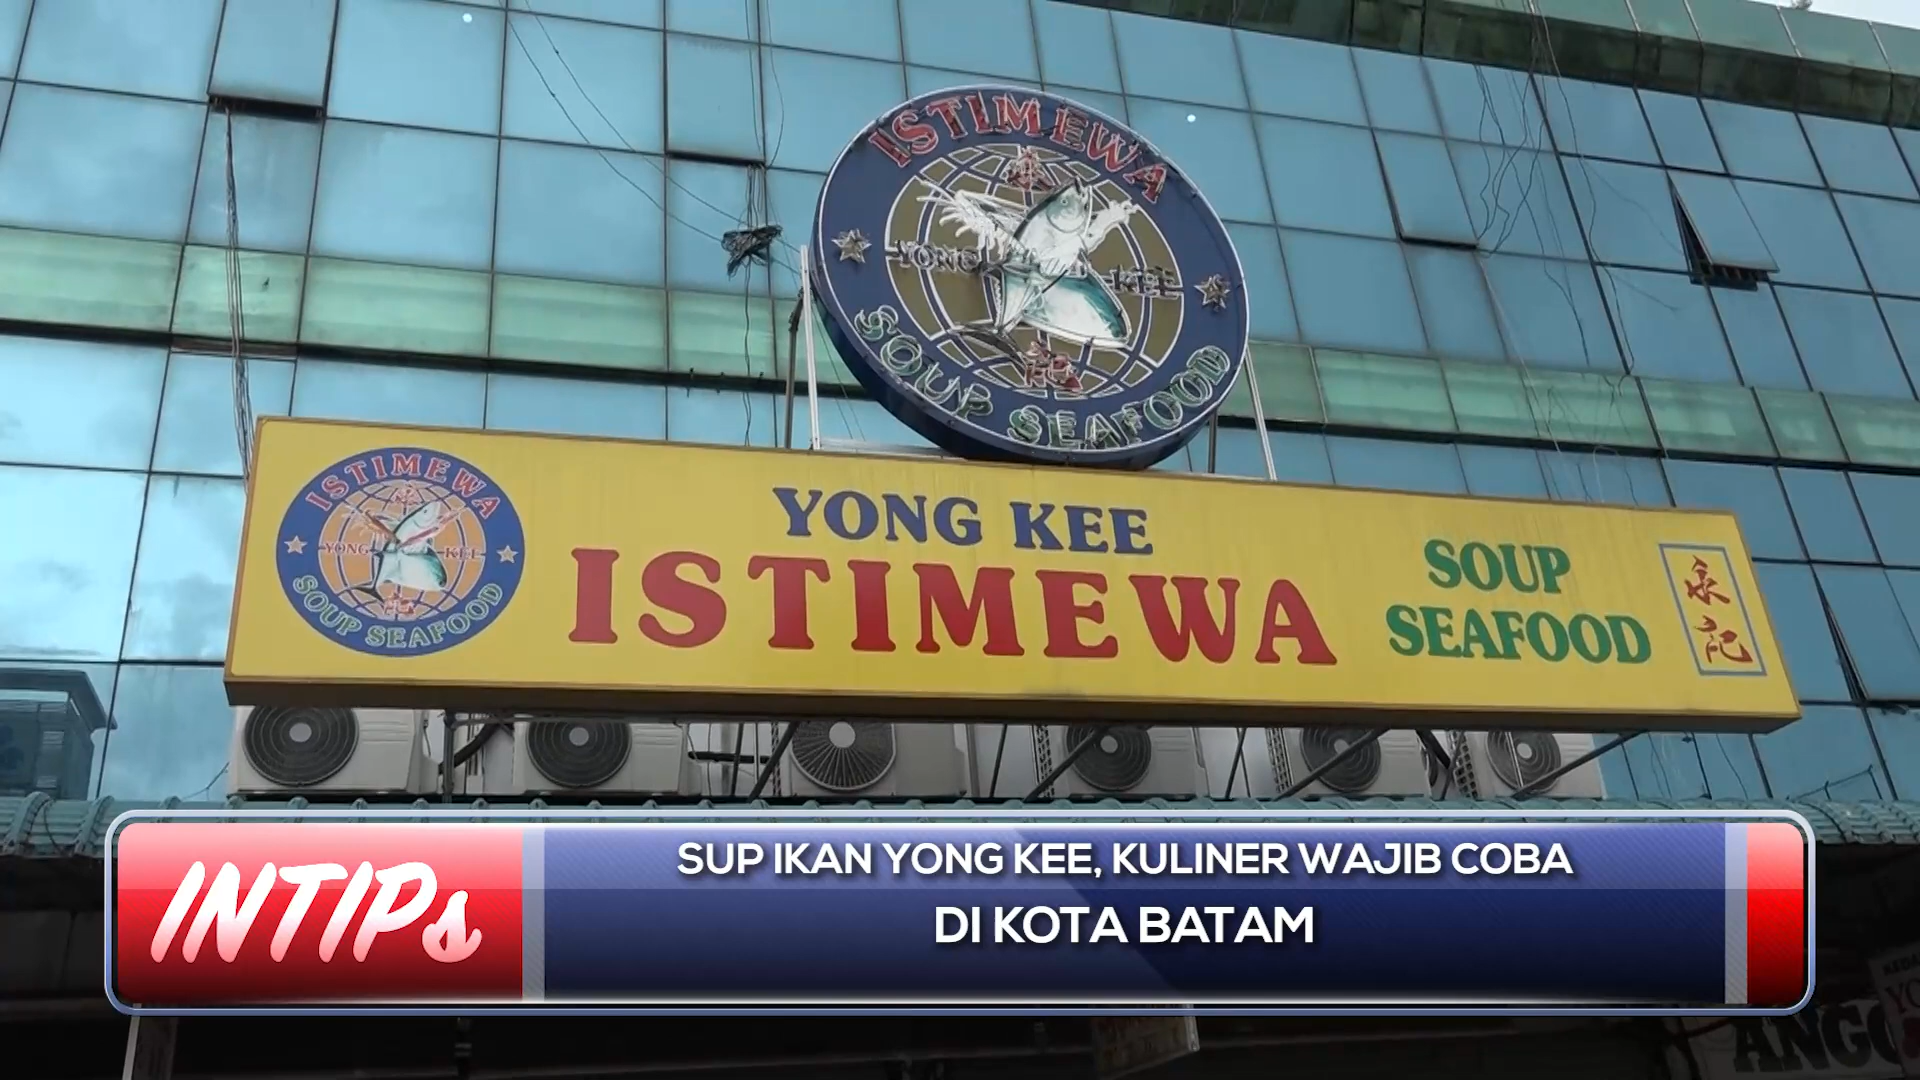 ISTIMEWA
YONG KEE
SOUP SEAFOOD
ISTIMEWA
YONG KEE
SOUP SEAFOOD
YONG KEE
ISTIMEWA
SOUP
SEAFOOD
永
記
INTIPs
SUP IKAN YONG KEE, KULINER WAJIB COBA
DI KOTA BATAM